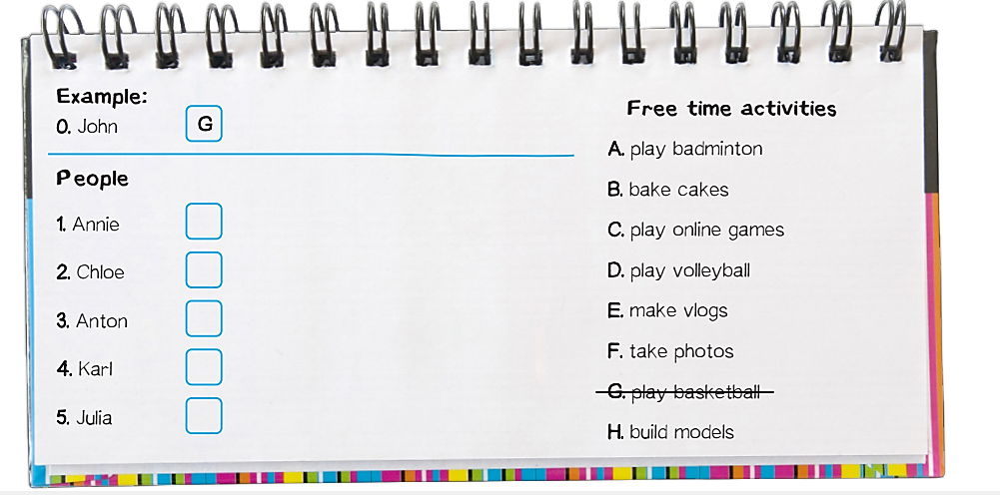 Example:
0. John G
People
1. Annie
2. Chloe
3. Anton
4. Karl
5. Julia
Free time activities
A. play badminton
B. bake cakes
C. play online games
D. play volleyball
E. make vlogs
F. take photos
G. play basketball
H. build models